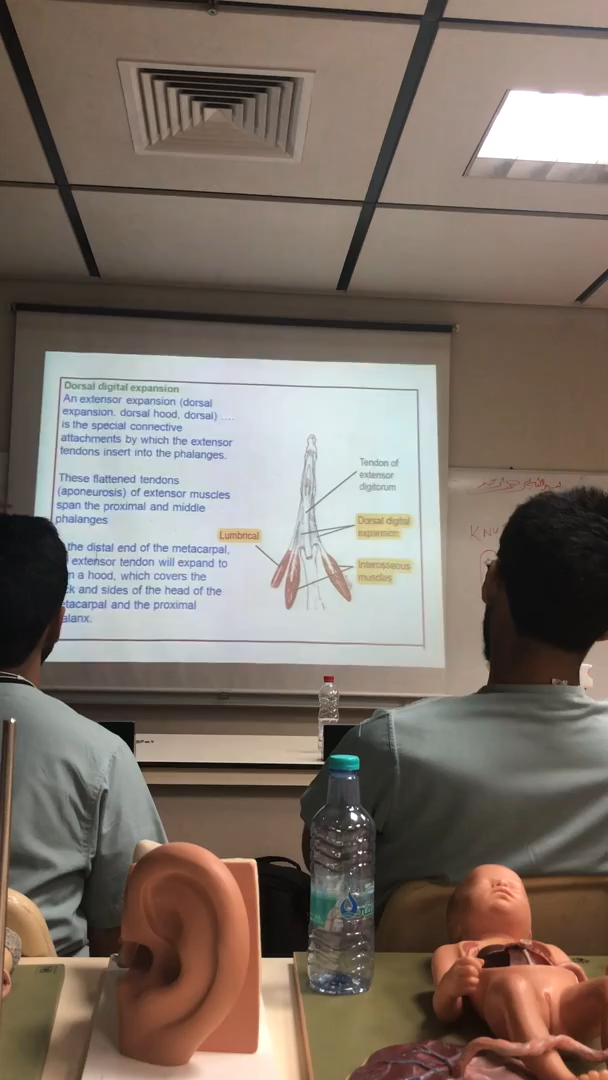 Dorsal digital expansion
An extensor expansion (dorsal
expansion. dorsal hood, dorsal) ....
is the special connective
attachments by which the extensor
tendons insert into the phalanges.
These flattened tendons
(aponeurosis) of extensor muscles
span the proximal and middle
phalanges
the distal end of the metacarpal,
extensor tendon will expand to
a hood, which covers the
and sides of the head of the
and the proximal
Tendon of
extensor
digitorum
Lumbrical
Dorsal digital
expansion
Interosseous
muscles